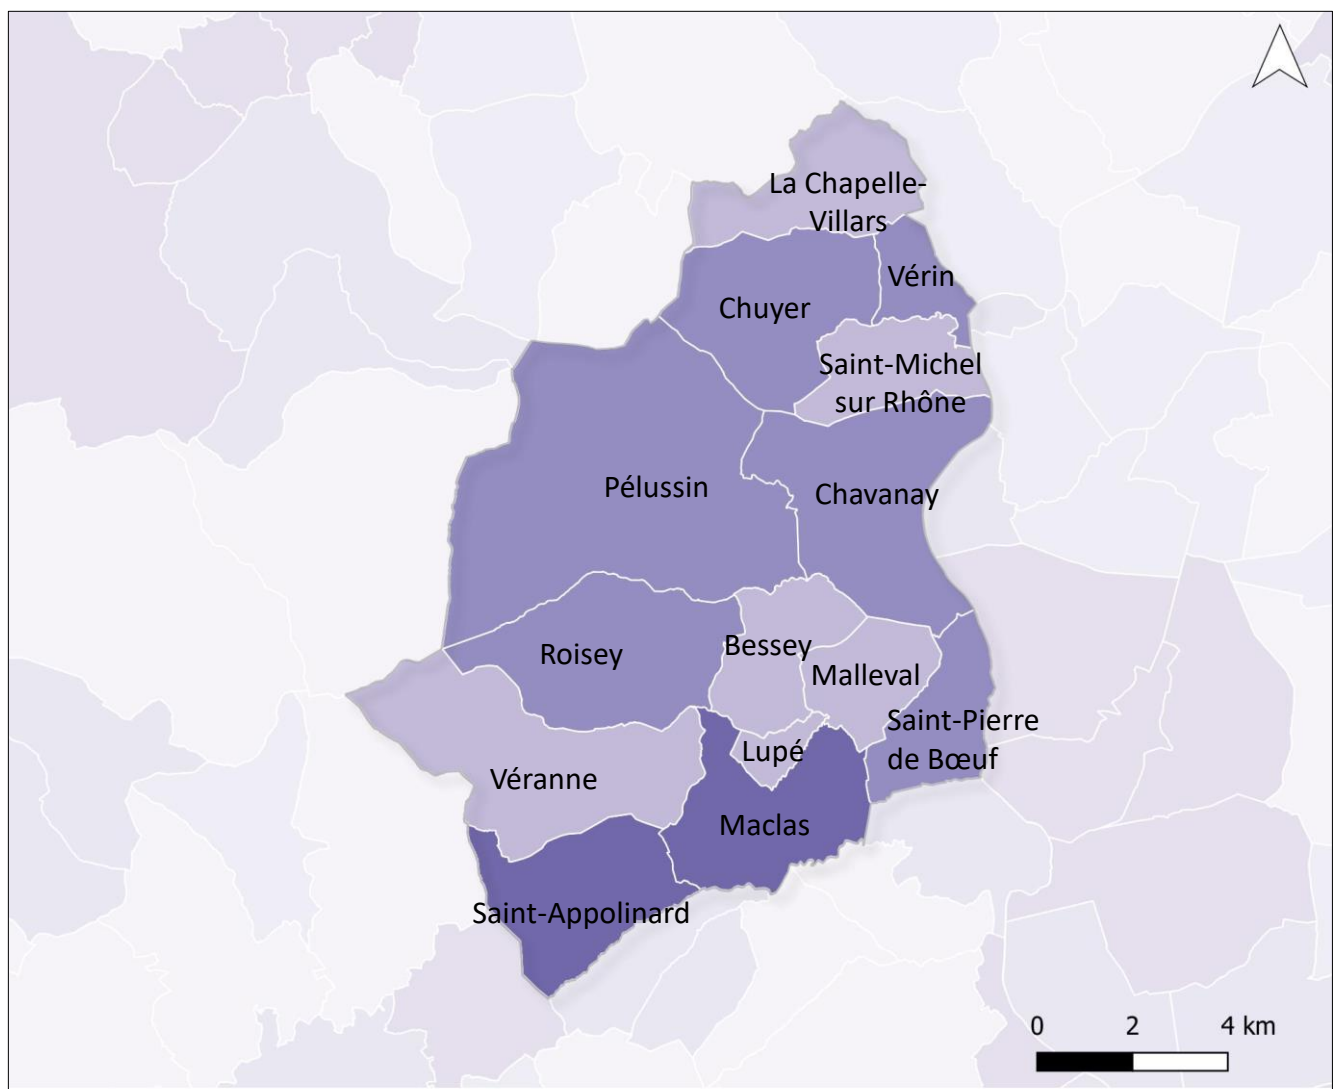 La Chapelle-
Villars
Vérin
Chuyer
Saint-Michel
sur Rhône
Pélussin
Chavanay
Bessey
Roisey
Malleval
Saint-Pierre
de Bœuf
Lupé
Véranne
Maclas
Saint-Appolinard
0 2 4 km